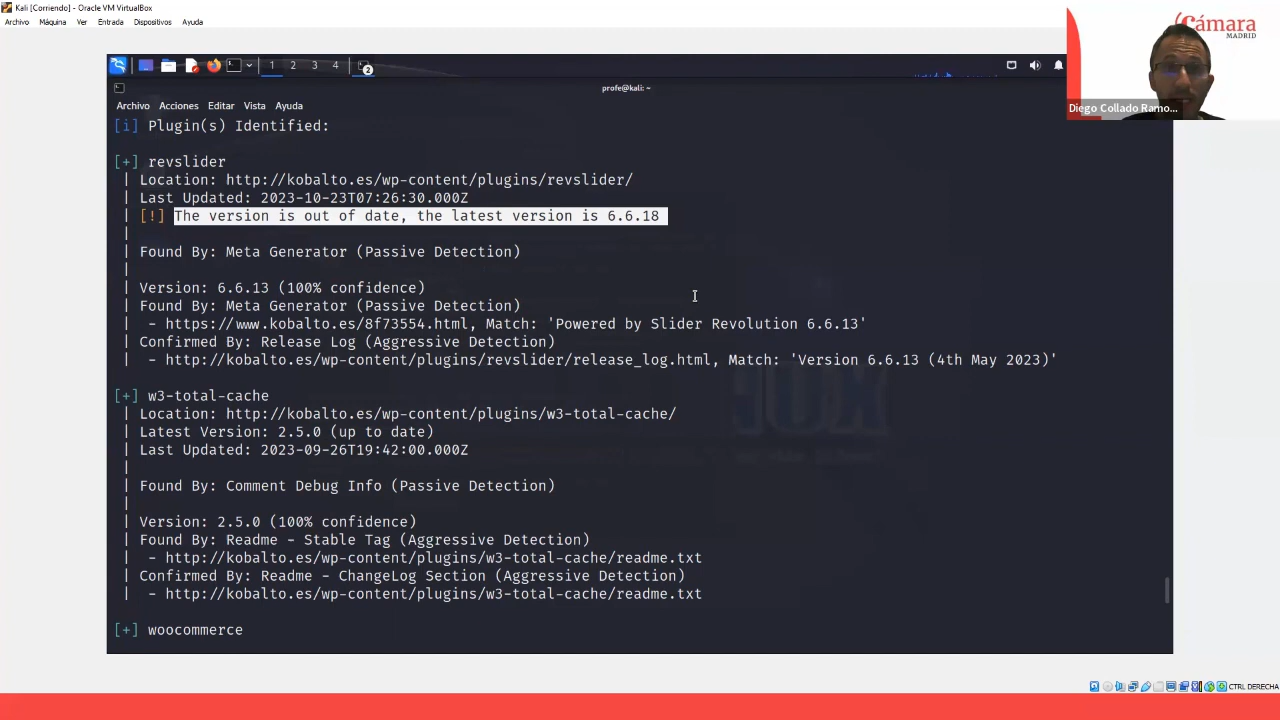 Kali [Corriendo] - Oracle VM VirtualBox
Archivo Máquina Ver Entrada Dispositivos Ayuda
Cámara
MADRID
1 2 3 4
2
profe@kali: ~
Diego Collado Ramo...
Archivo Acciones Editar Vista Ayuda
[i] Plugin(s) Identified:
[+] revslider
| Location: http://kobalto.es/wp-content/plugins/revslider/
| Last Updated: 2023-10-23T07:26:30.000Z
| [!] The version is out of date, the latest version is 6.6.18
|
| Found By: Meta Generator (Passive Detection)
|
| Version: 6.6.13 (100% confidence)
| Found By: Meta Generator (Passive Detection)
|  - https://www.kobalto.es/8f73554.html, Match: 'Powered by Slider Revolution 6.6.13'
| Confirmed By: Release Log (Aggressive Detection)
|  - http://kobalto.es/wp-content/plugins/revslider/release_log.html, Match: 'Version 6.6.13 (4th May 2023)'
[+] w3-total-cache
| Location: http://kobalto.es/wp-content/plugins/w3-total-cache/
| Latest Version: 2.5.0 (up to date)
| Last Updated: 2023-09-26T19:42:00.000Z
|
| Found By: Comment Debug Info (Passive Detection)
|
| Version: 2.5.0 (100% confidence)
| Found By: Readme - Stable Tag (Aggressive Detection)
|  - http://kobalto.es/wp-content/plugins/w3-total-cache/readme.txt
| Confirmed By: Readme - ChangeLog Section (Aggressive Detection)
|  - http://kobalto.es/wp-content/plugins/w3-total-cache/readme.txt
[+] woocommerce
CTRL DERECHA